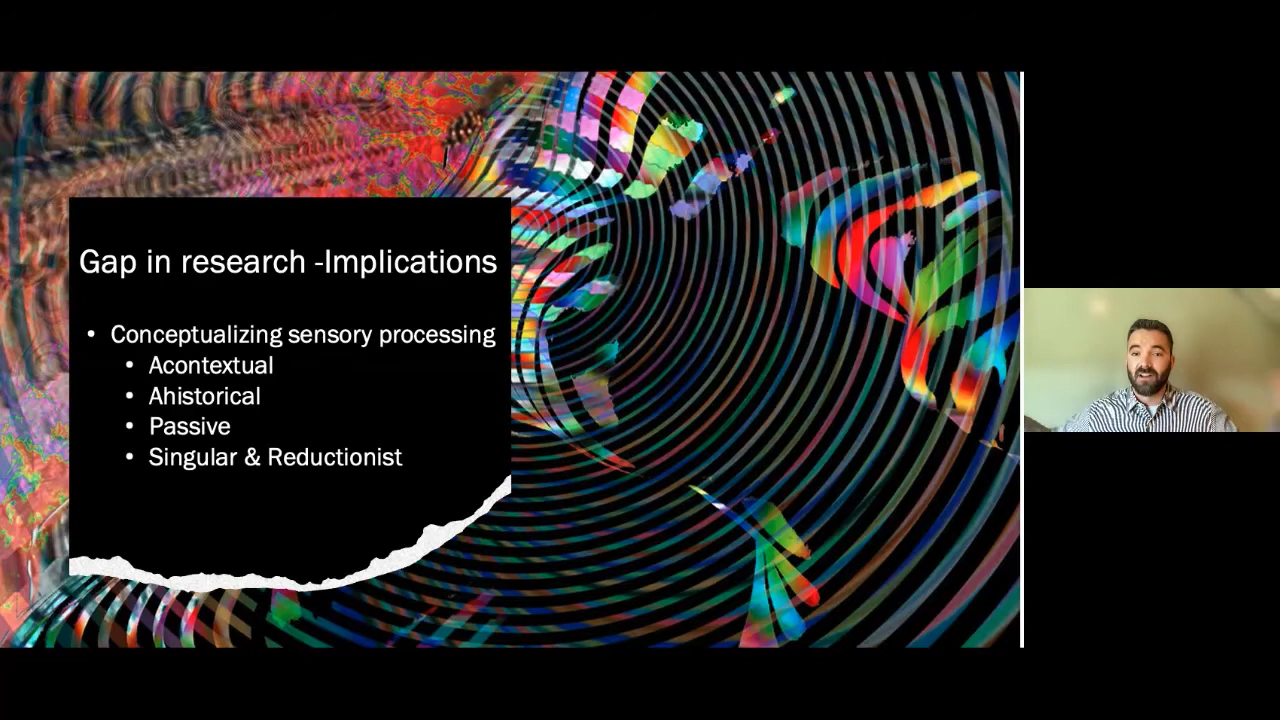 Gap in research -Implications
• Conceptualizing sensory processing
• Acontextual
• Ahistorical
• Passive
• Singular & Reductionist